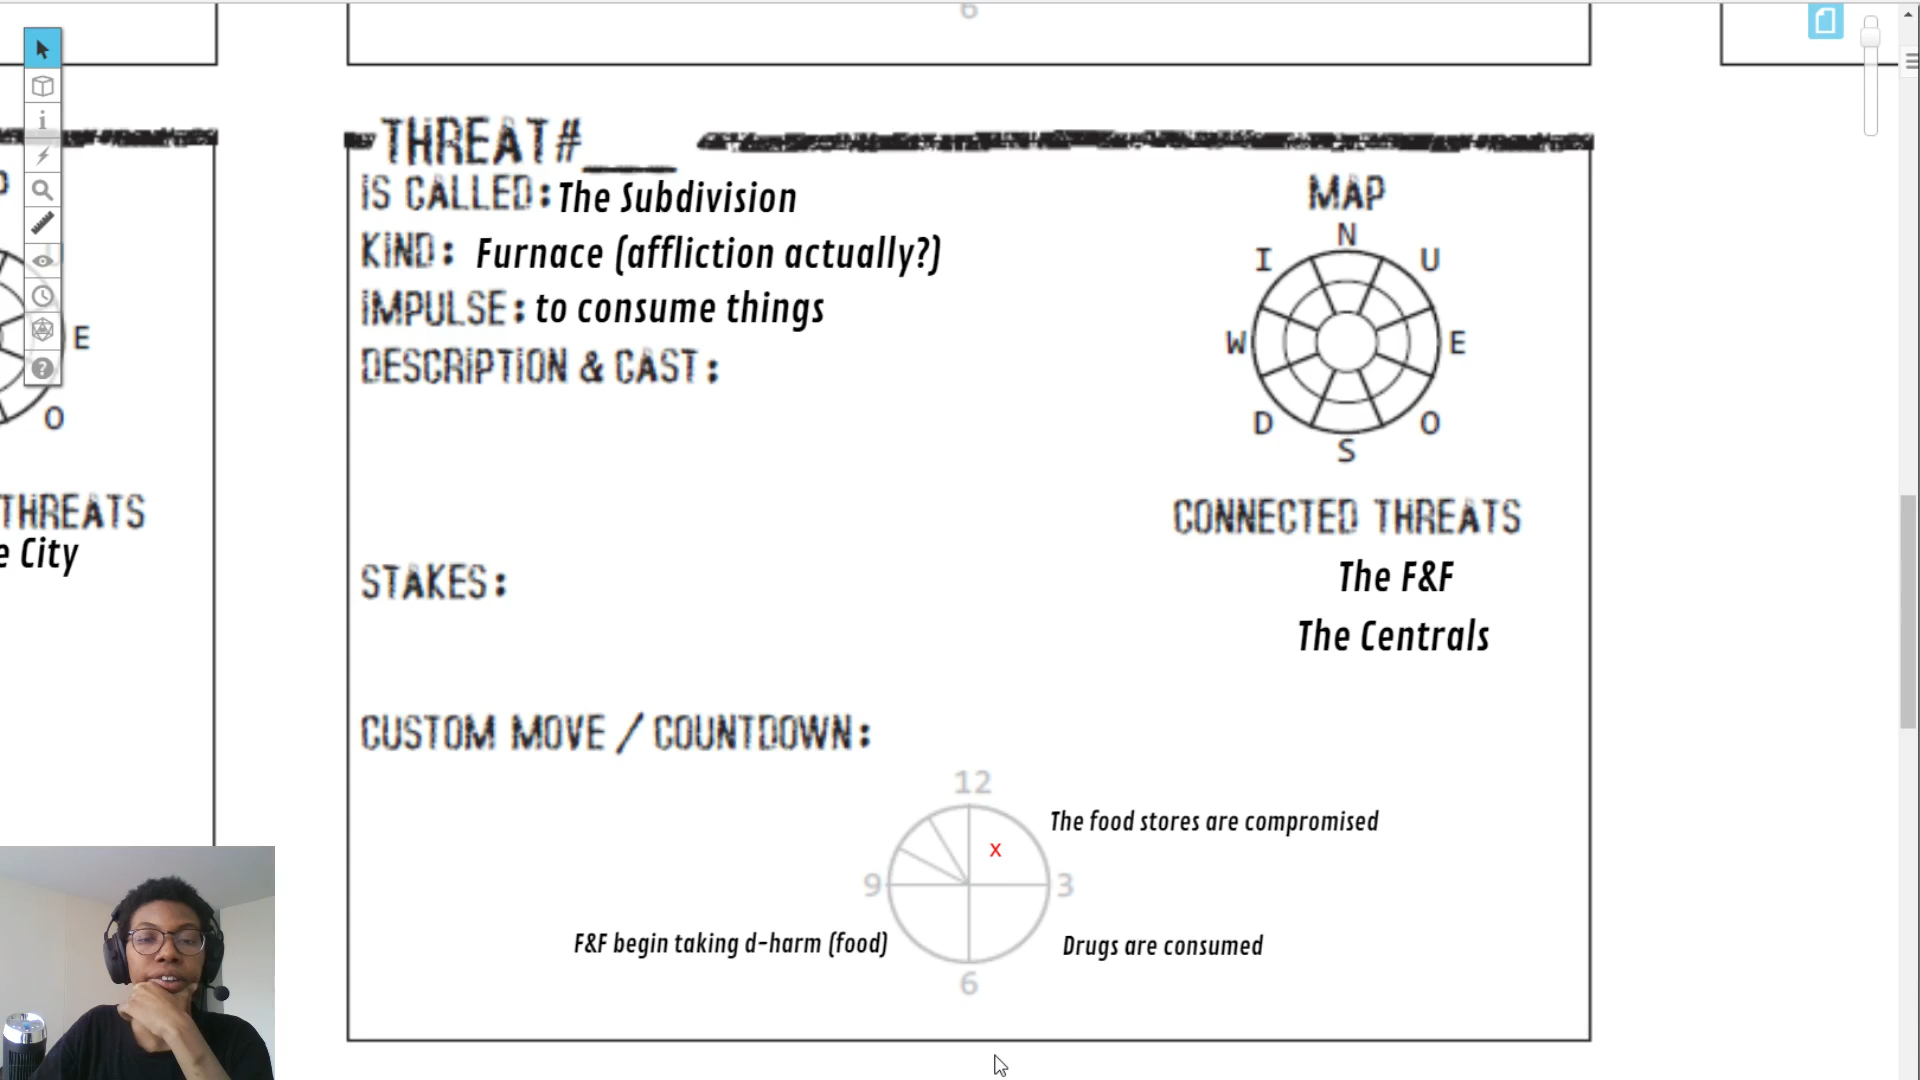 6
THREAT#___
IS CALLED: The Subdivision
KIND: Furnace (affliction actually?)
IMPULSE: to consume things
DESCRIPTION & CAST:
MAP
N
I
U
W
E
D
O
S
E
O
THREATS
e City
CONNECTED THREATS
The F&F
The Centrals
STAKES:
CUSTOM MOVE / COUNTDOWN:
12
The food stores are compromised
x
9
3
F&F begin taking d-harm (food)
Drugs are consumed
6